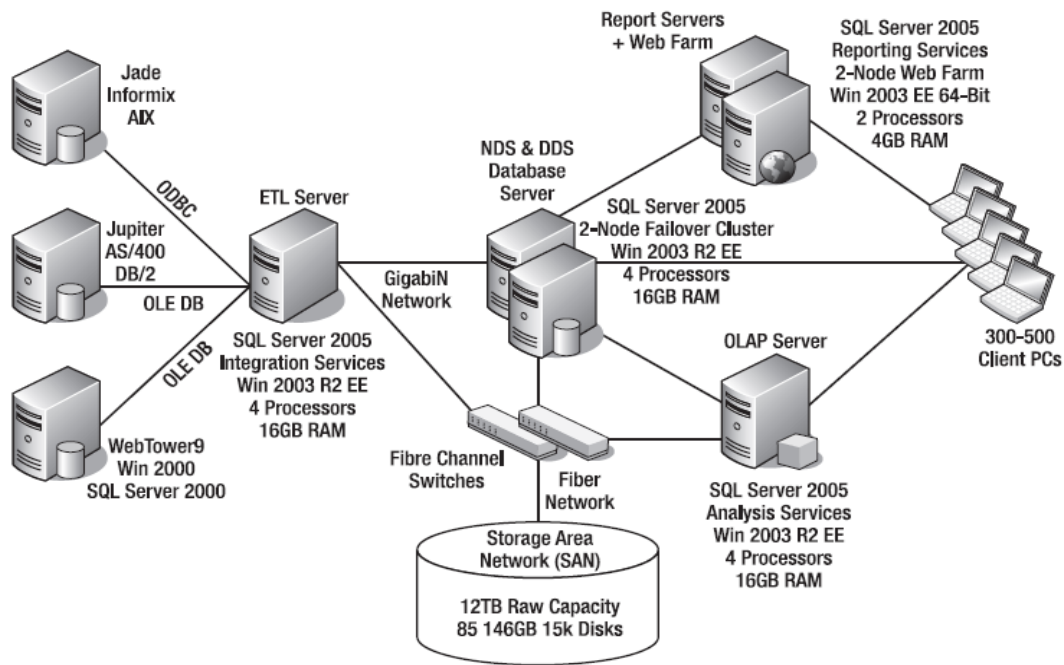 Jade
Informix
AIX
ODBC
Jupiter
AS/400
DB/2
OLE DB
OLE DB
WebTower9
Win 2000
SQL Server 2000
ETL Server
SQL Server 2005
Integration Services
Win 2003 R2 EE
4 Processors
16GB RAM
GigabiN
Network
NDS & DDS
Database
Server
SQL Server 2005
2-Node Failover Cluster
Win 2003 R2 EE
4 Processors
16GB RAM
Report Servers
+ Web Farm
SQL Server 2005
Reporting Services
2-Node Web Farm
Win 2003 EE 64-Bit
2 Processors
4GB RAM
300-500
Client PCs
OLAP Server
SQL Server 2005
Analysis Services
Win 2003 R2 EE
4 Processors
16GB RAM
Fibre Channel
Switches
Fiber
Network
Storage Area
Network (SAN)
12TB Raw Capacity
85 146GB 15k Disks